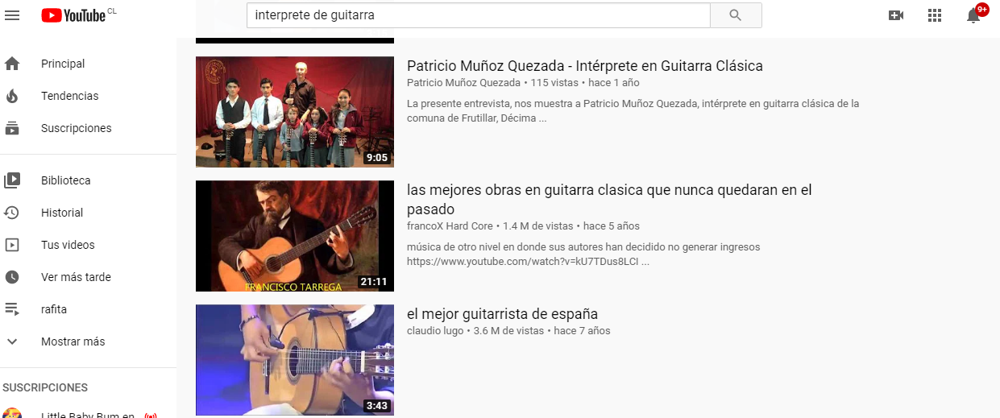 YouTube CL
interprete de guitarra
9+
Principal
Tendencias
Suscripciones
Biblioteca
Historial
Tus videos
Ver más tarde
rafita
Mostrar más
SUSCRIPCIONES
Little Baby Bum en
9:05
Patricio Muñoz Quezada - Intérprete en Guitarra Clásica
Patricio Muñoz Quezada • 115 vistas • hace 1 año
La presente entrevista, nos muestra a Patricio Muñoz Quezada, intérprete en guitarra clásica de la
comuna de Frutillar, Décima ...
FRANCISCO TARREGA
21:11
las mejores obras en guitarra clasica que nunca quedaran en el
pasado
francoX Hard Core • 1.4 M de vistas • hace 5 años
música de otro nivel en donde sus autores han decidido no generar ingresos
https://www.youtube.com/watch?v=kU7TDus8LCI ...
3:43
el mejor guitarrista de españa
claudio lugo • 3.6 M de vistas • hace 7 años